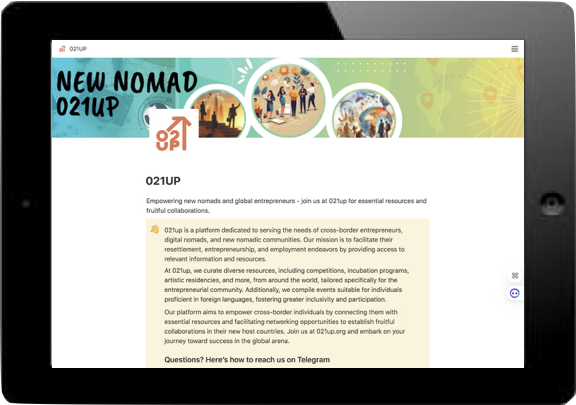 021UP
NEW NOMAD
021UP
021UP
Empowering new nomads and global entrepreneurs - join us at 021up for essential resources and
fruitful collaborations.
021up is a platform dedicated to serving the needs of cross-border entrepreneurs,
digital nomads, and new nomadic communities. Our mission is to facilitate their
resettlement, entrepreneurship, and employment endeavors by providing access to
relevant information and resources.
At 021up, we curate diverse resources, including competitions, incubation programs,
artistic residencies, and more, from around the world, tailored specifically for the
entrepreneurial community. Additionally, we compile events suitable for individuals
proficient in foreign languages, fostering greater inclusivity and participation.
Our platform aims to empower cross-border individuals by connecting them with
essential resources and facilitating networking opportunities to establish fruitful
collaborations in their new host countries. Join us at 021up.org and embark on your
journey toward success in the global arena.
Questions? Here's how to reach us on Telegram